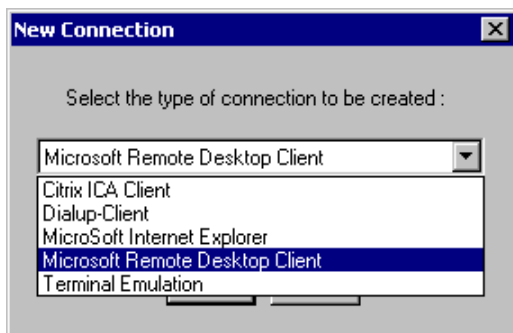 New Connection
Select the type of connection to be created :
Microsoft Remote Desktop Client
Citrix ICA Client
Dialup-Client
MicroSoft Internet Explorer
Microsoft Remote Desktop Client
Terminal Emulation